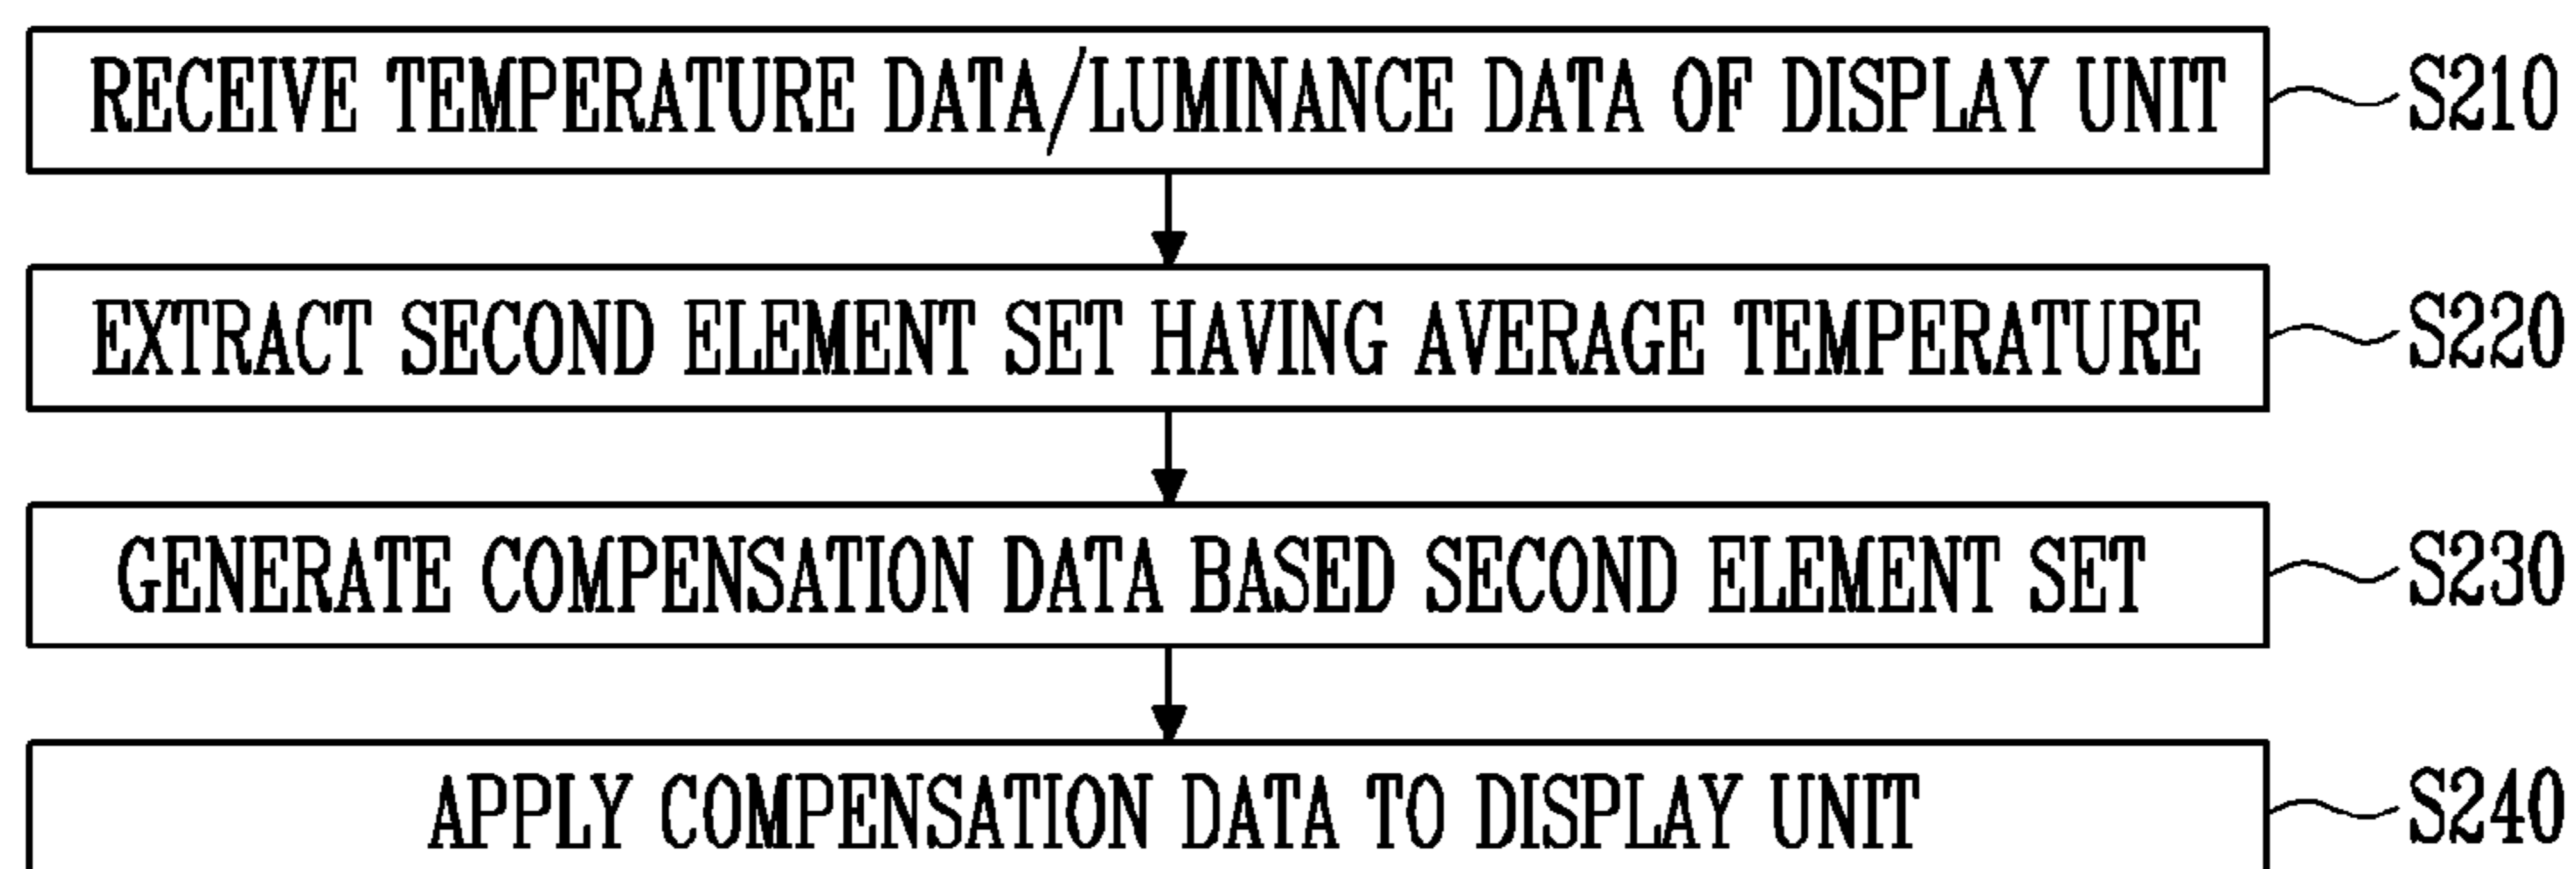 RECEIVE TEMPERATURE DATA/LUMINANCE DATA OF DISPLAY UNIT S210
EXTRACT SECOND ELEMENT SET HAVING AVERAGE TEMPERATURE S220
GENERATE COMPENSATION DATA BASED SECOND ELEMENT SET S230
APPLY COMPENSATION DATA TO DISPLAY UNIT S240